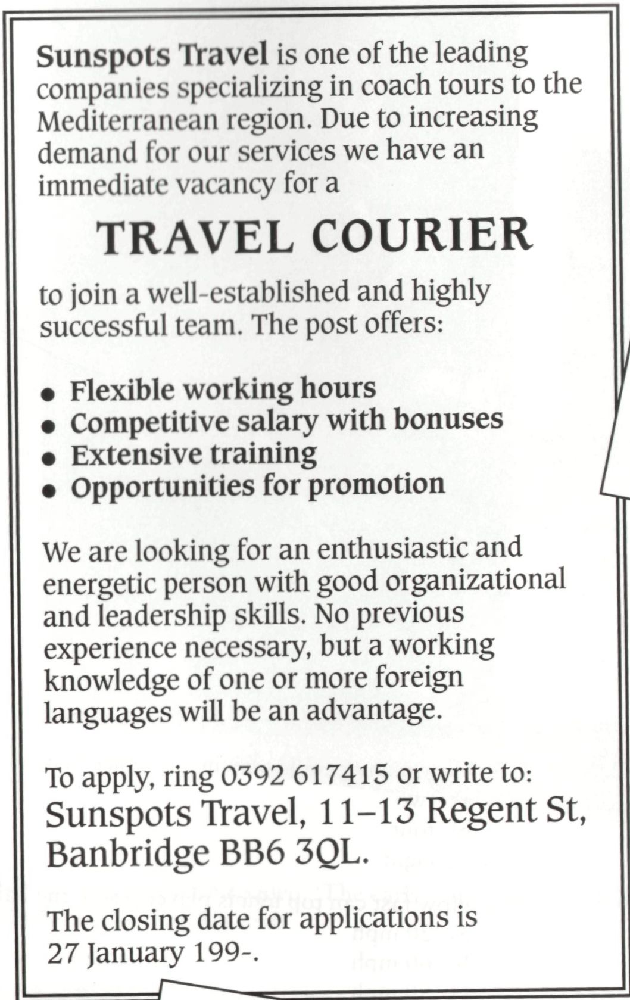 Sunspots Travel is one of the leading
companies specializing in coach tours to the
Mediterranean region. Due to increasing
demand for our services we have an
immediate vacancy for a
TRAVEL COURIER
to join a well-established and highly
successful team. The post offers:
● Flexible working hours
● Competitive salary with bonuses
● Extensive training
● Opportunities for promotion
We are looking for an enthusiastic and
energetic person with good organizational
and leadership skills. No previous
experience necessary, but a working
knowledge of one or more foreign
languages will be an advantage.
To apply, ring 0392 617415 or write to:
Sunspots Travel, 11–13 Regent St,
Banbridge BB6 3QL.
The closing date for applications is
27 January 199-.